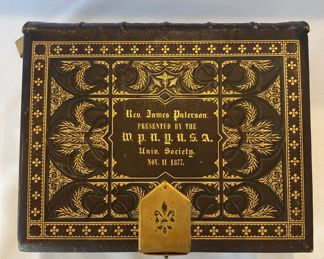 Rev. James Paterson
PRESENTED BY THE
W. P. N. P. U. S. A.
Univ. Society.
NOV. 11 1877.